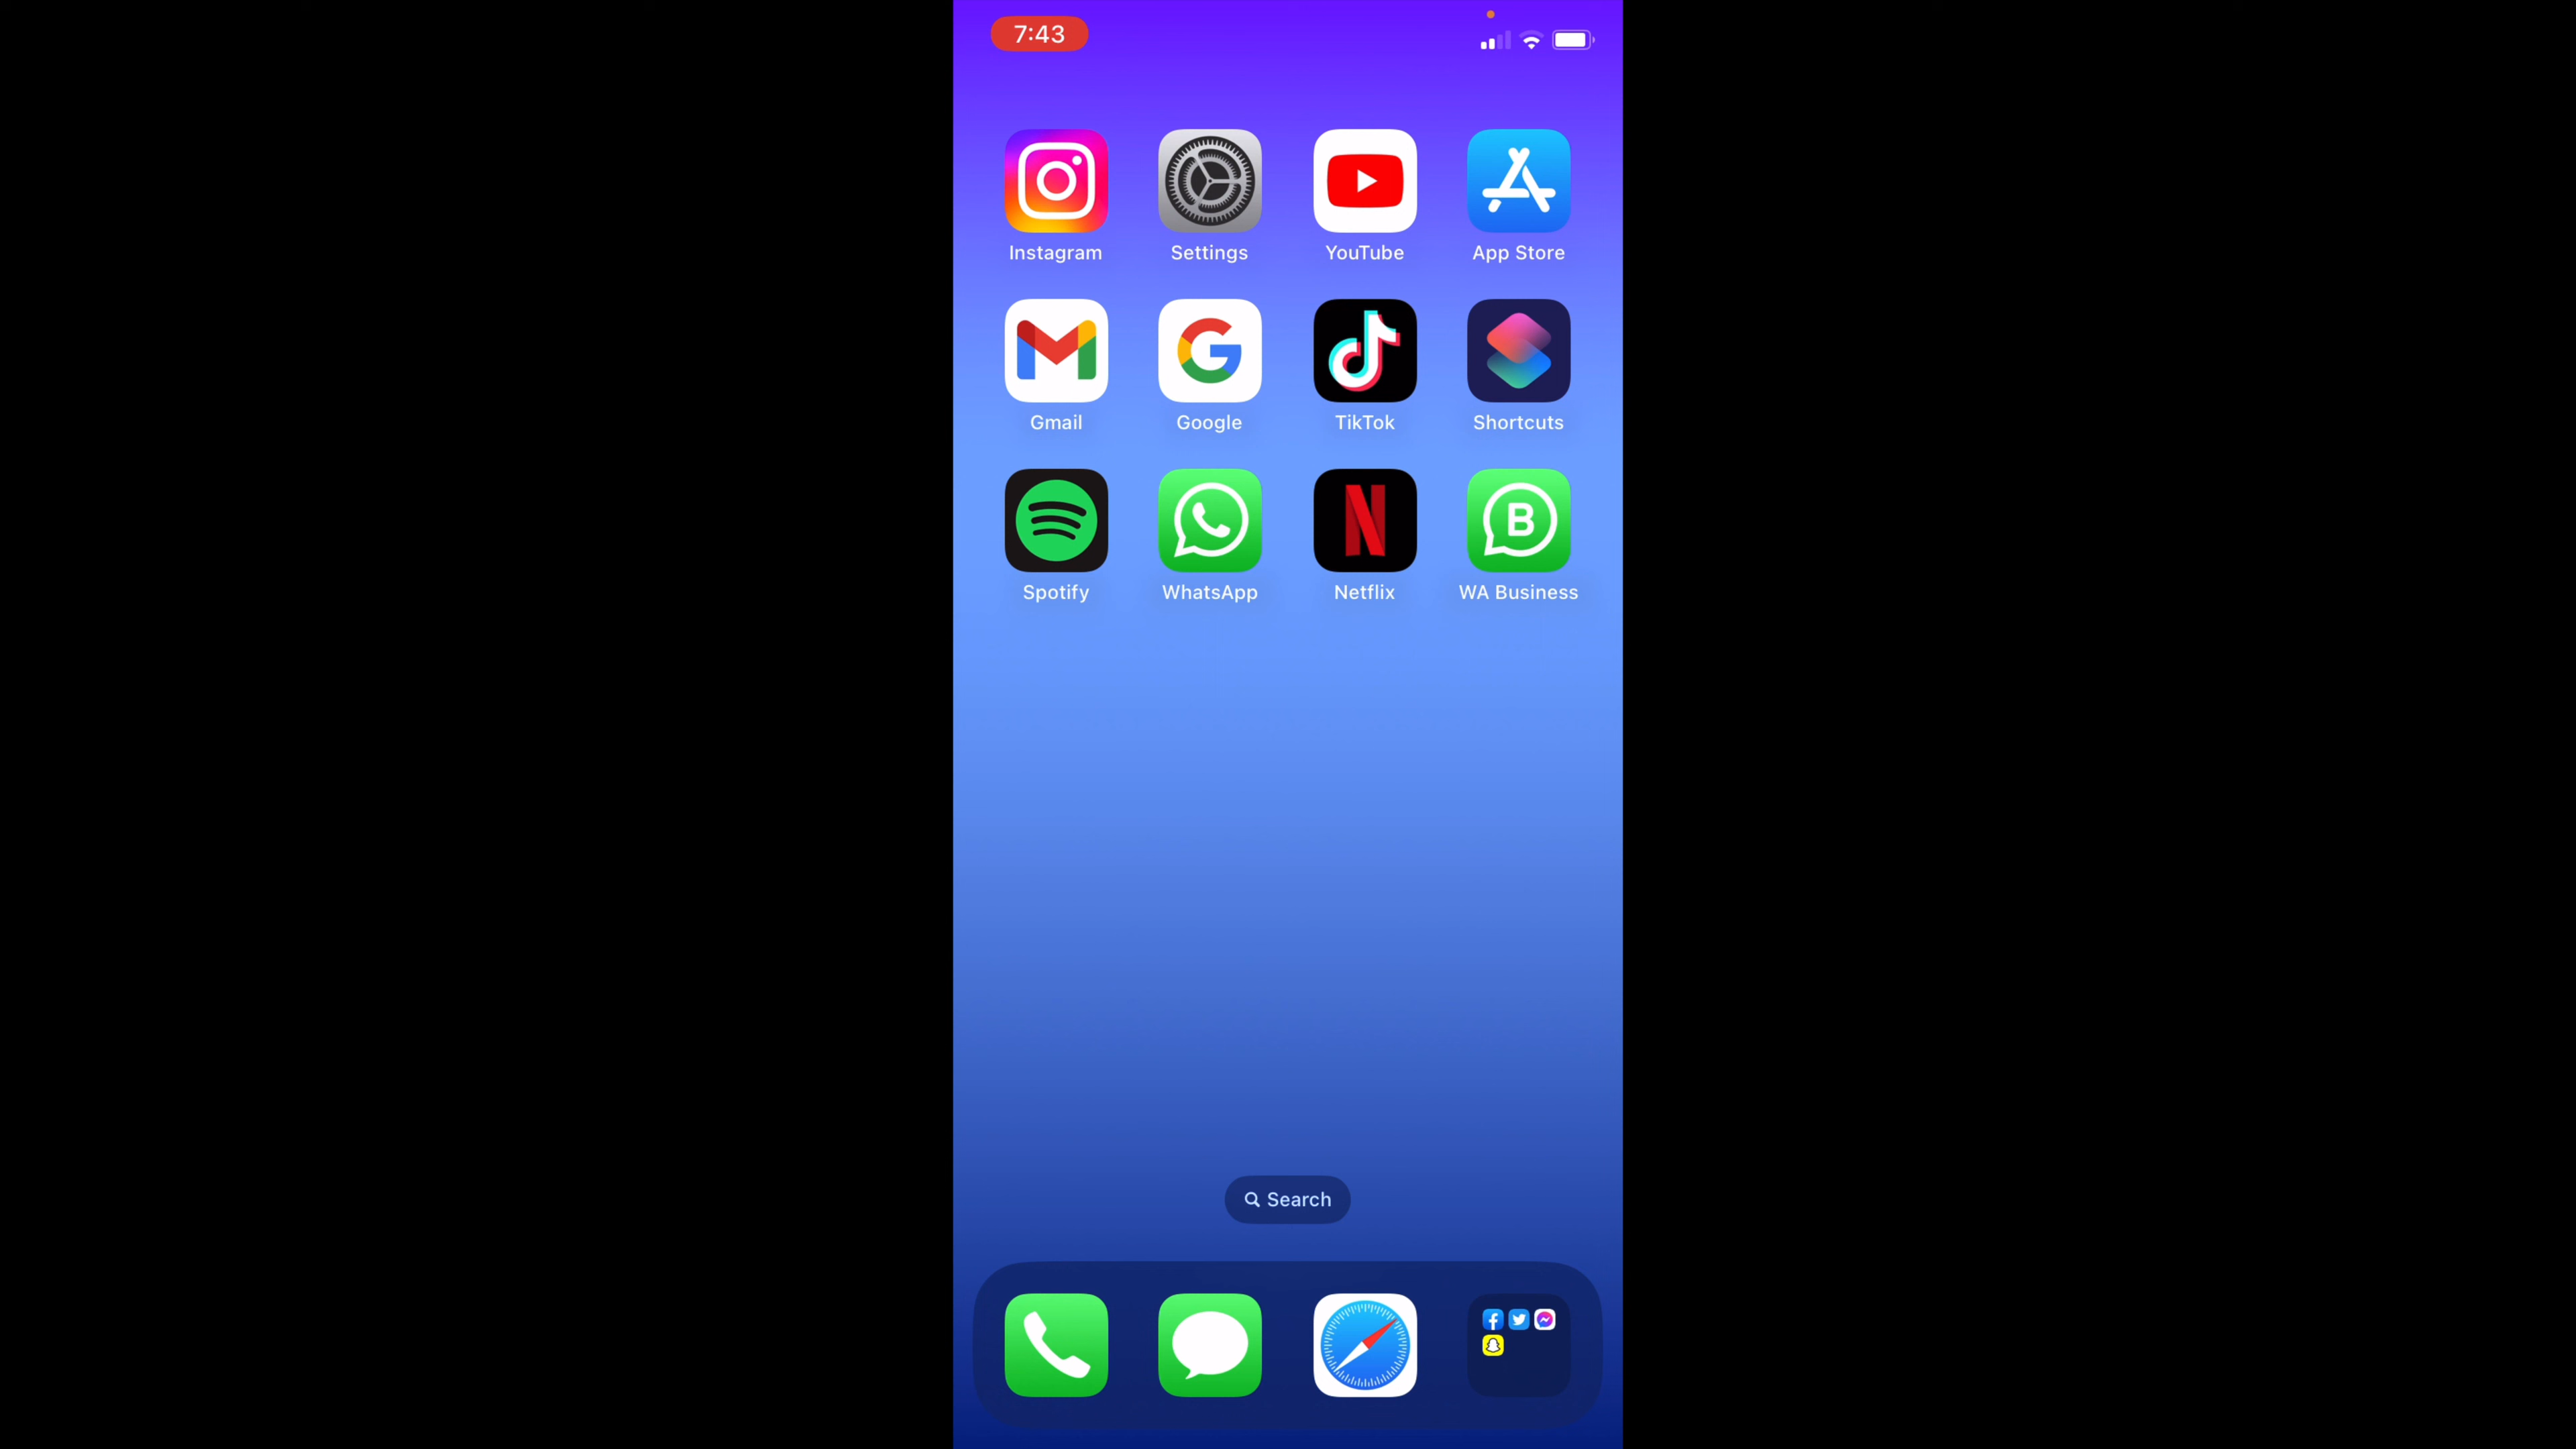 7:43
Instagram Settings YouTube App Store
Gmail Google TikTok Shortcuts
Spotify WhatsApp Netflix WA Business
Search